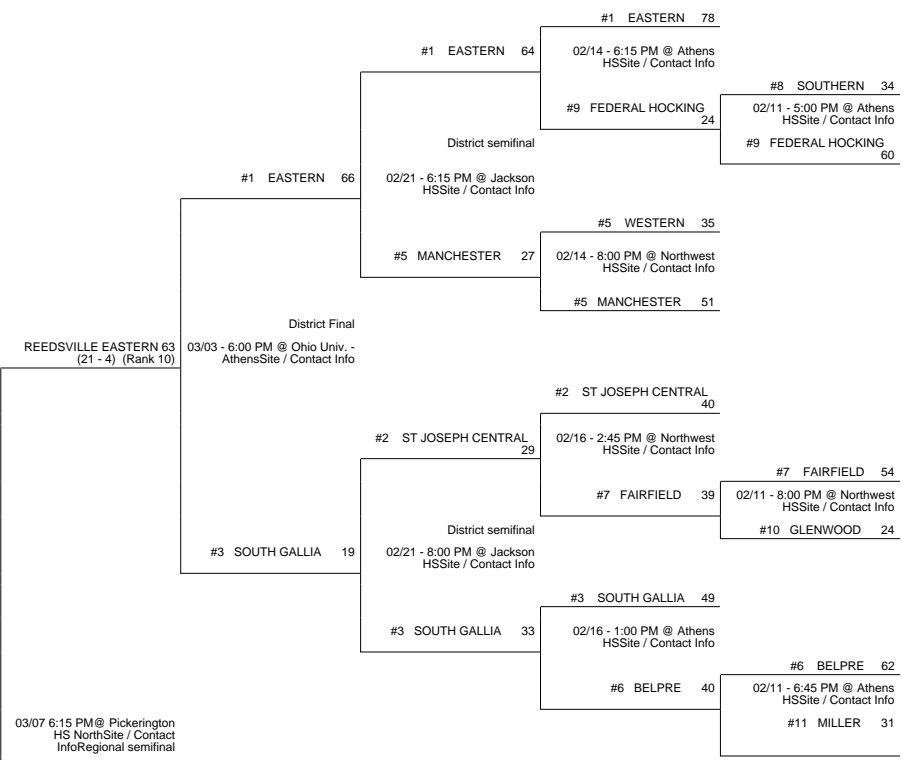 #1 EASTERN 78
#1 EASTERN 64
02/14 - 6:15 PM @ Athens
HSSite / Contact Info
#8 SOUTHERN 34
#9 FEDERAL HOCKING
24
02/11 - 5:00 PM @ Athens
HSSite / Contact Info
District semifinal
#9 FEDERAL HOCKING
60
#1 EASTERN 66
02/21 - 6:15 PM @ Jackson
HSSite / Contact Info
#5 WESTERN 35
#5 MANCHESTER 27
02/14 - 8:00 PM @ Northwest
HSSite / Contact Info
#5 MANCHESTER 51
District Final
REEDSVILLE EASTERN 63
(21 - 4) (Rank 10)
03/03 - 6:00 PM @ Ohio Univ. -
AthensSite / Contact Info
#2 ST JOSEPH CENTRAL
40
#2 ST JOSEPH CENTRAL
29
02/16 - 2:45 PM @ Northwest
HSSite / Contact Info
#7 FAIRFIELD 54
#7 FAIRFIELD 39
02/11 - 8:00 PM @ Northwest
HSSite / Contact Info
District semifinal
#10 GLENWOOD 24
#3 SOUTH GALLIA 19
02/21 - 8:00 PM @ Jackson
HSSite / Contact Info
#3 SOUTH GALLIA 49
#3 SOUTH GALLIA 33
02/16 - 1:00 PM @ Athens
HSSite / Contact Info
#6 BELPRE 62
#6 BELPRE 40
02/11 - 6:45 PM @ Athens
HSSite / Contact Info
#11 MILLER 31
03/07 6:15 PM@ Pickerington
HS NorthSite / Contact
InfoRegional semifinal